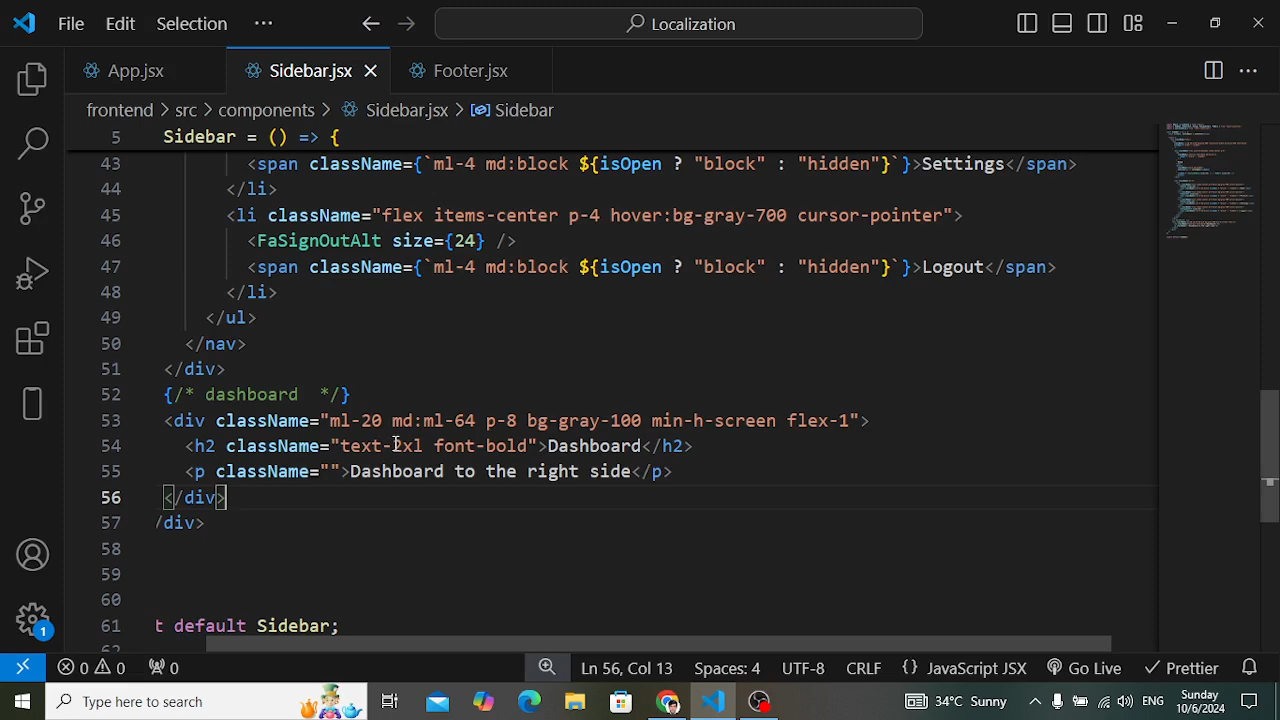 File Edit Selection ··· Localization
App.jsx Sidebar.jsx Footer.jsx
frontend > src > components > Sidebar.jsx > Sidebar
5 Sidebar = () => {
43 <span className={`ml-4 md:block ${isOpen ? "block" : "hidden"}`}>Settings</span>
44 </li>
45 <li className="flex items-center p-4 hover:bg-gray-700 cursor-pointer">
46 <FaSignOutAlt size={24} />
47 <span className={`ml-4 md:block ${isOpen ? "block" : "hidden"}`}>Logout</span>
48 </li>
49 </ul>
50 </nav>
51 </div>
52 {/* dashboard  */}
53 <div className="ml-20 md:ml-64 p-8 bg-gray-100 min-h-screen flex-1">
54 <h2 className="text-xl font-bold">Dashboard</h2>
55 <p className="">Dashboard to the right side</p>
56 </div>
57 /div>
58
59
60
61 t default Sidebar;
1
0 0 0 Ln 56, Col 13 Spaces: 4 UTF-8 CRLF {} JavaScript JSX Go Live Prettier
Type here to search 34°C Sunny ENG Sunday
10/6/2024